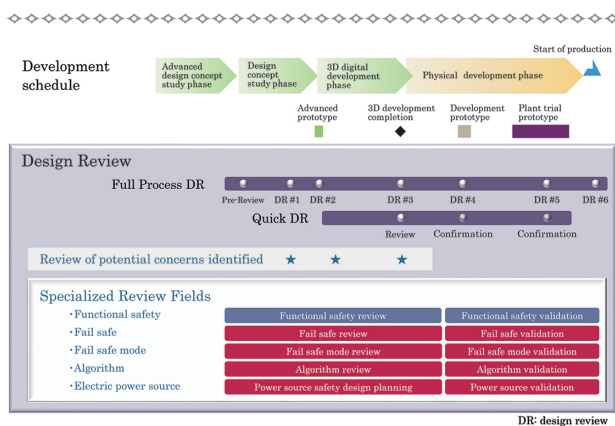 Start of production
Development
schedule
Advanced
design concept
study phase
Design
concept
study phase
3D digital
development
phase
Physical development phase
Advanced
prototype
3D development
completion
Development
prototype
Plant trial
prototype
Design Review
Full Process DR
Pre-Review DR #1 DR #2 DR #3 DR #4 DR #5 DR #6
Quick DR
Review Confirmation Confirmation
Review of potential concerns identified
Specialized Review Fields
・Functional safety Functional safety review Functional safety validation
・Fail safe Fail safe review Fail safe validation
・Fail safe mode Fail safe mode review Fail safe mode validation
・Algorithm Algorithm review Algorithm validation
・Electric power source Power source safety design planning Power source validation
DR: design review